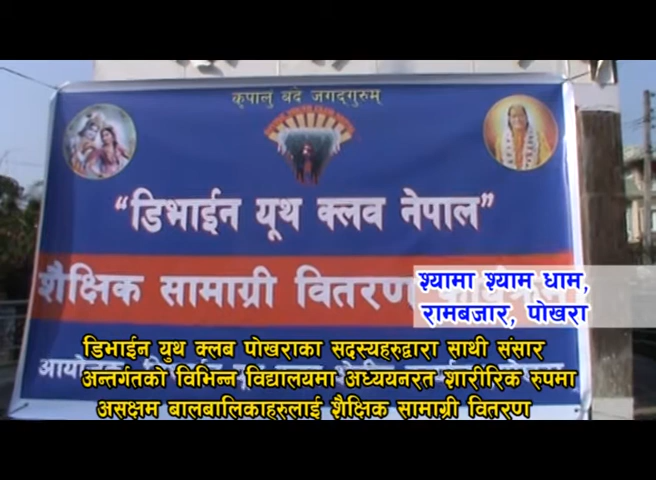 कृपालु बंदे जगद्गुरुम्
“डिभाईन यूथ क्लव नेपाल”
शैक्षिक सामाग्री वितरण
श्यामा श्याम धाम,
रामबजार, पोखरा
डिभाईन युथ क्लब पोखराका सदस्यहरुद्वारा साथी संसार
अन्तर्गतको विभिन्न विद्यालयमा अध्ययनरत शारीरिक रुपमा
असक्षम बालबालिकाहरुलाई शैक्षिक सामाग्री वितरण